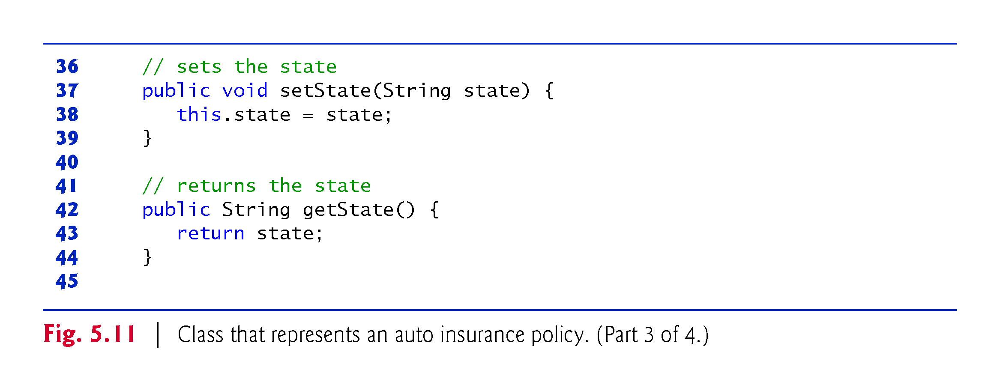 36 // sets the state
37 public void setState(String state) {
38 this.state = state;
39 }
40
41 // returns the state
42 public String getState() {
43 return state;
44 }
45
Fig. 5.11 | Class that represents an auto insurance policy. (Part 3 of 4.)